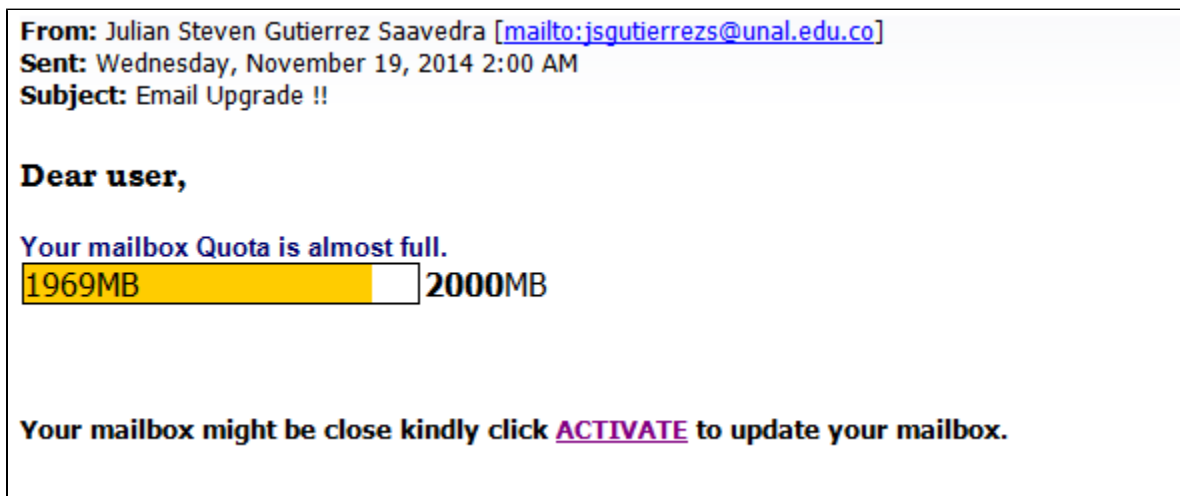 From: Julian Steven Gutierrez Saavedra [mailto:jsgutierrezs@unal.edu.co]
Sent: Wednesday, November 19, 2014 2:00 AM
Subject: Email Upgrade !!
Dear user,
Your mailbox Quota is almost full.
1969MB 2000MB
Your mailbox might be close kindly click ACTIVATE to update your mailbox.